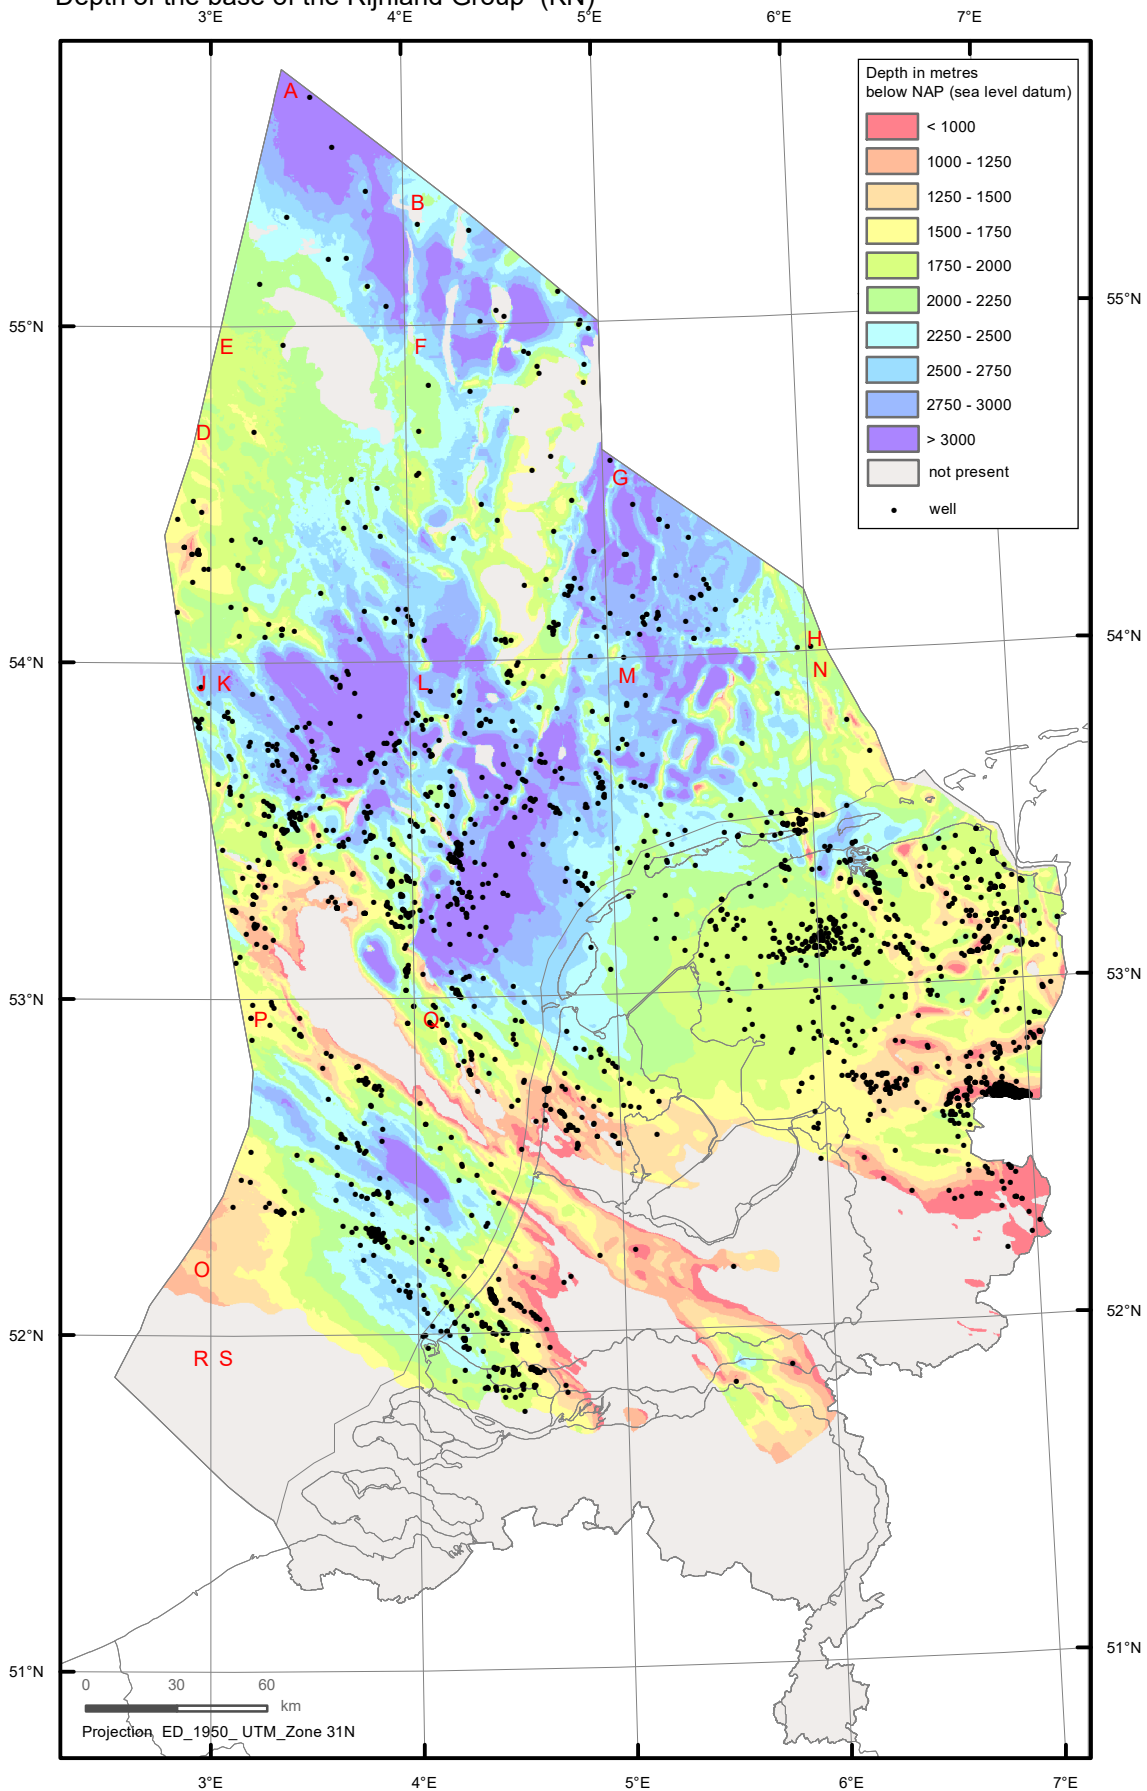 Depth of the base of the Rijnland Group (KN)
3°E 4°E 5°E 6°E 7°E
Depth in metres
below NAP (sea level datum)
< 1000
1000 - 1250
1250 - 1500
1500 - 1750
1750 - 2000
2000 - 2250
2250 - 2500
2500 - 2750
2750 - 3000
> 3000
not present
well
A
B
55°N 55°N
E F
D
G
54°N 54°N
H
J K L M N
53°N 53°N
P Q
O
52°N 52°N
R S
51°N 51°N
0 30 60
km
Projection ED_1950_ UTM_Zone 31N
3°E 4°E 5°E 6°E 7°E